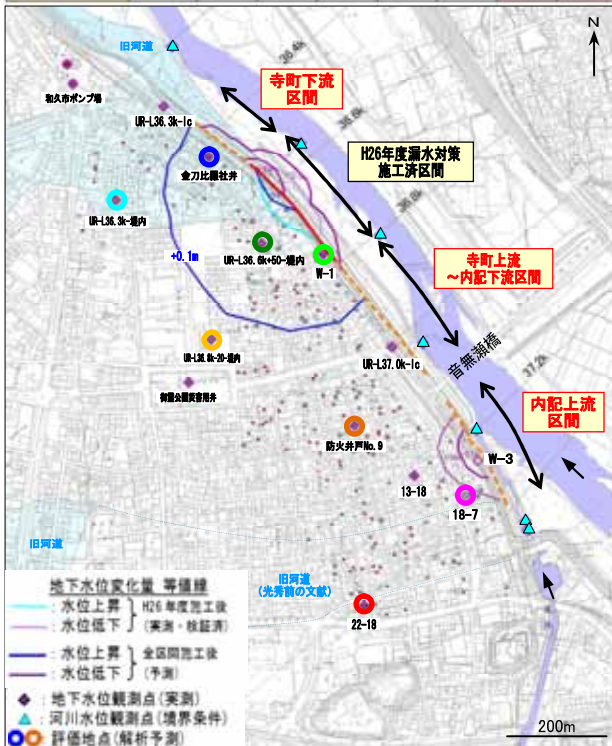 旧河道
N
和久市ポンプ場
寺町下流
区間
36.4k
UR-L36.3k-lc
36.6k
H26年度漏水対策
施工済区間
金刀比羅社井
36.8k
UR-L36.3k-堤内
+0.1m
UR-L36.6k+50-堤内
W-1
寺町上流
～内記下流区間
UR-L36.8k-20-堤内
UR-L37.0k-lc
音無瀬橋
37.2k
御霊公園災害用井
内記上流
区間
防火井戸No.9
W-3
13-18
18-7
旧河道
旧河道
(光秀前の文献)
22-18
地下水位変化量 等値線
：水位上昇
：水位低下
H26年度施工後
(実測・検証済)
：水位上昇
：水位低下
全区間施工後
(予測)
：地下水位観測点(実測)
：河川水位観測点(境界条件)
：評価地点(解析予測)
200m